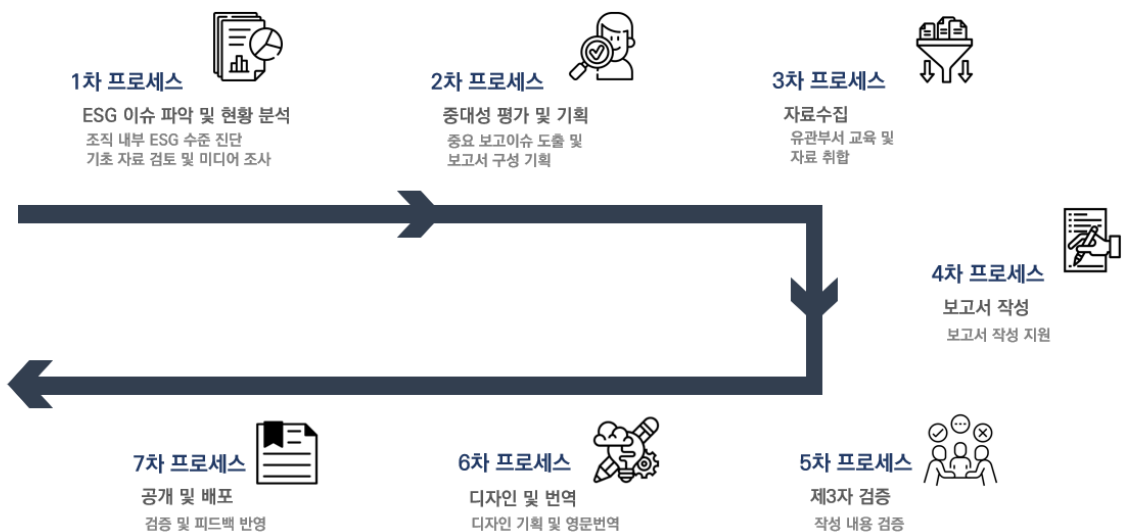 1차 프로세스
ESG 이슈 파악 및 현황 분석
조직 내부 ESG 수준 진단
기초 자료 검토 및 미디어 조사
2차 프로세스
중대성 평가 및 기획
중요 보고이슈 도출 및
보고서 구성 기획
3차 프로세스
자료수집
유관부서 교육 및
자료 취합
4차 프로세스
보고서 작성
보고서 작성 지원
5차 프로세스
제3자 검증
작성 내용 검증
6차 프로세스
디자인 및 번역
디자인 기획 및 영문번역
7차 프로세스
공개 및 배포
검증 및 피드백 반영